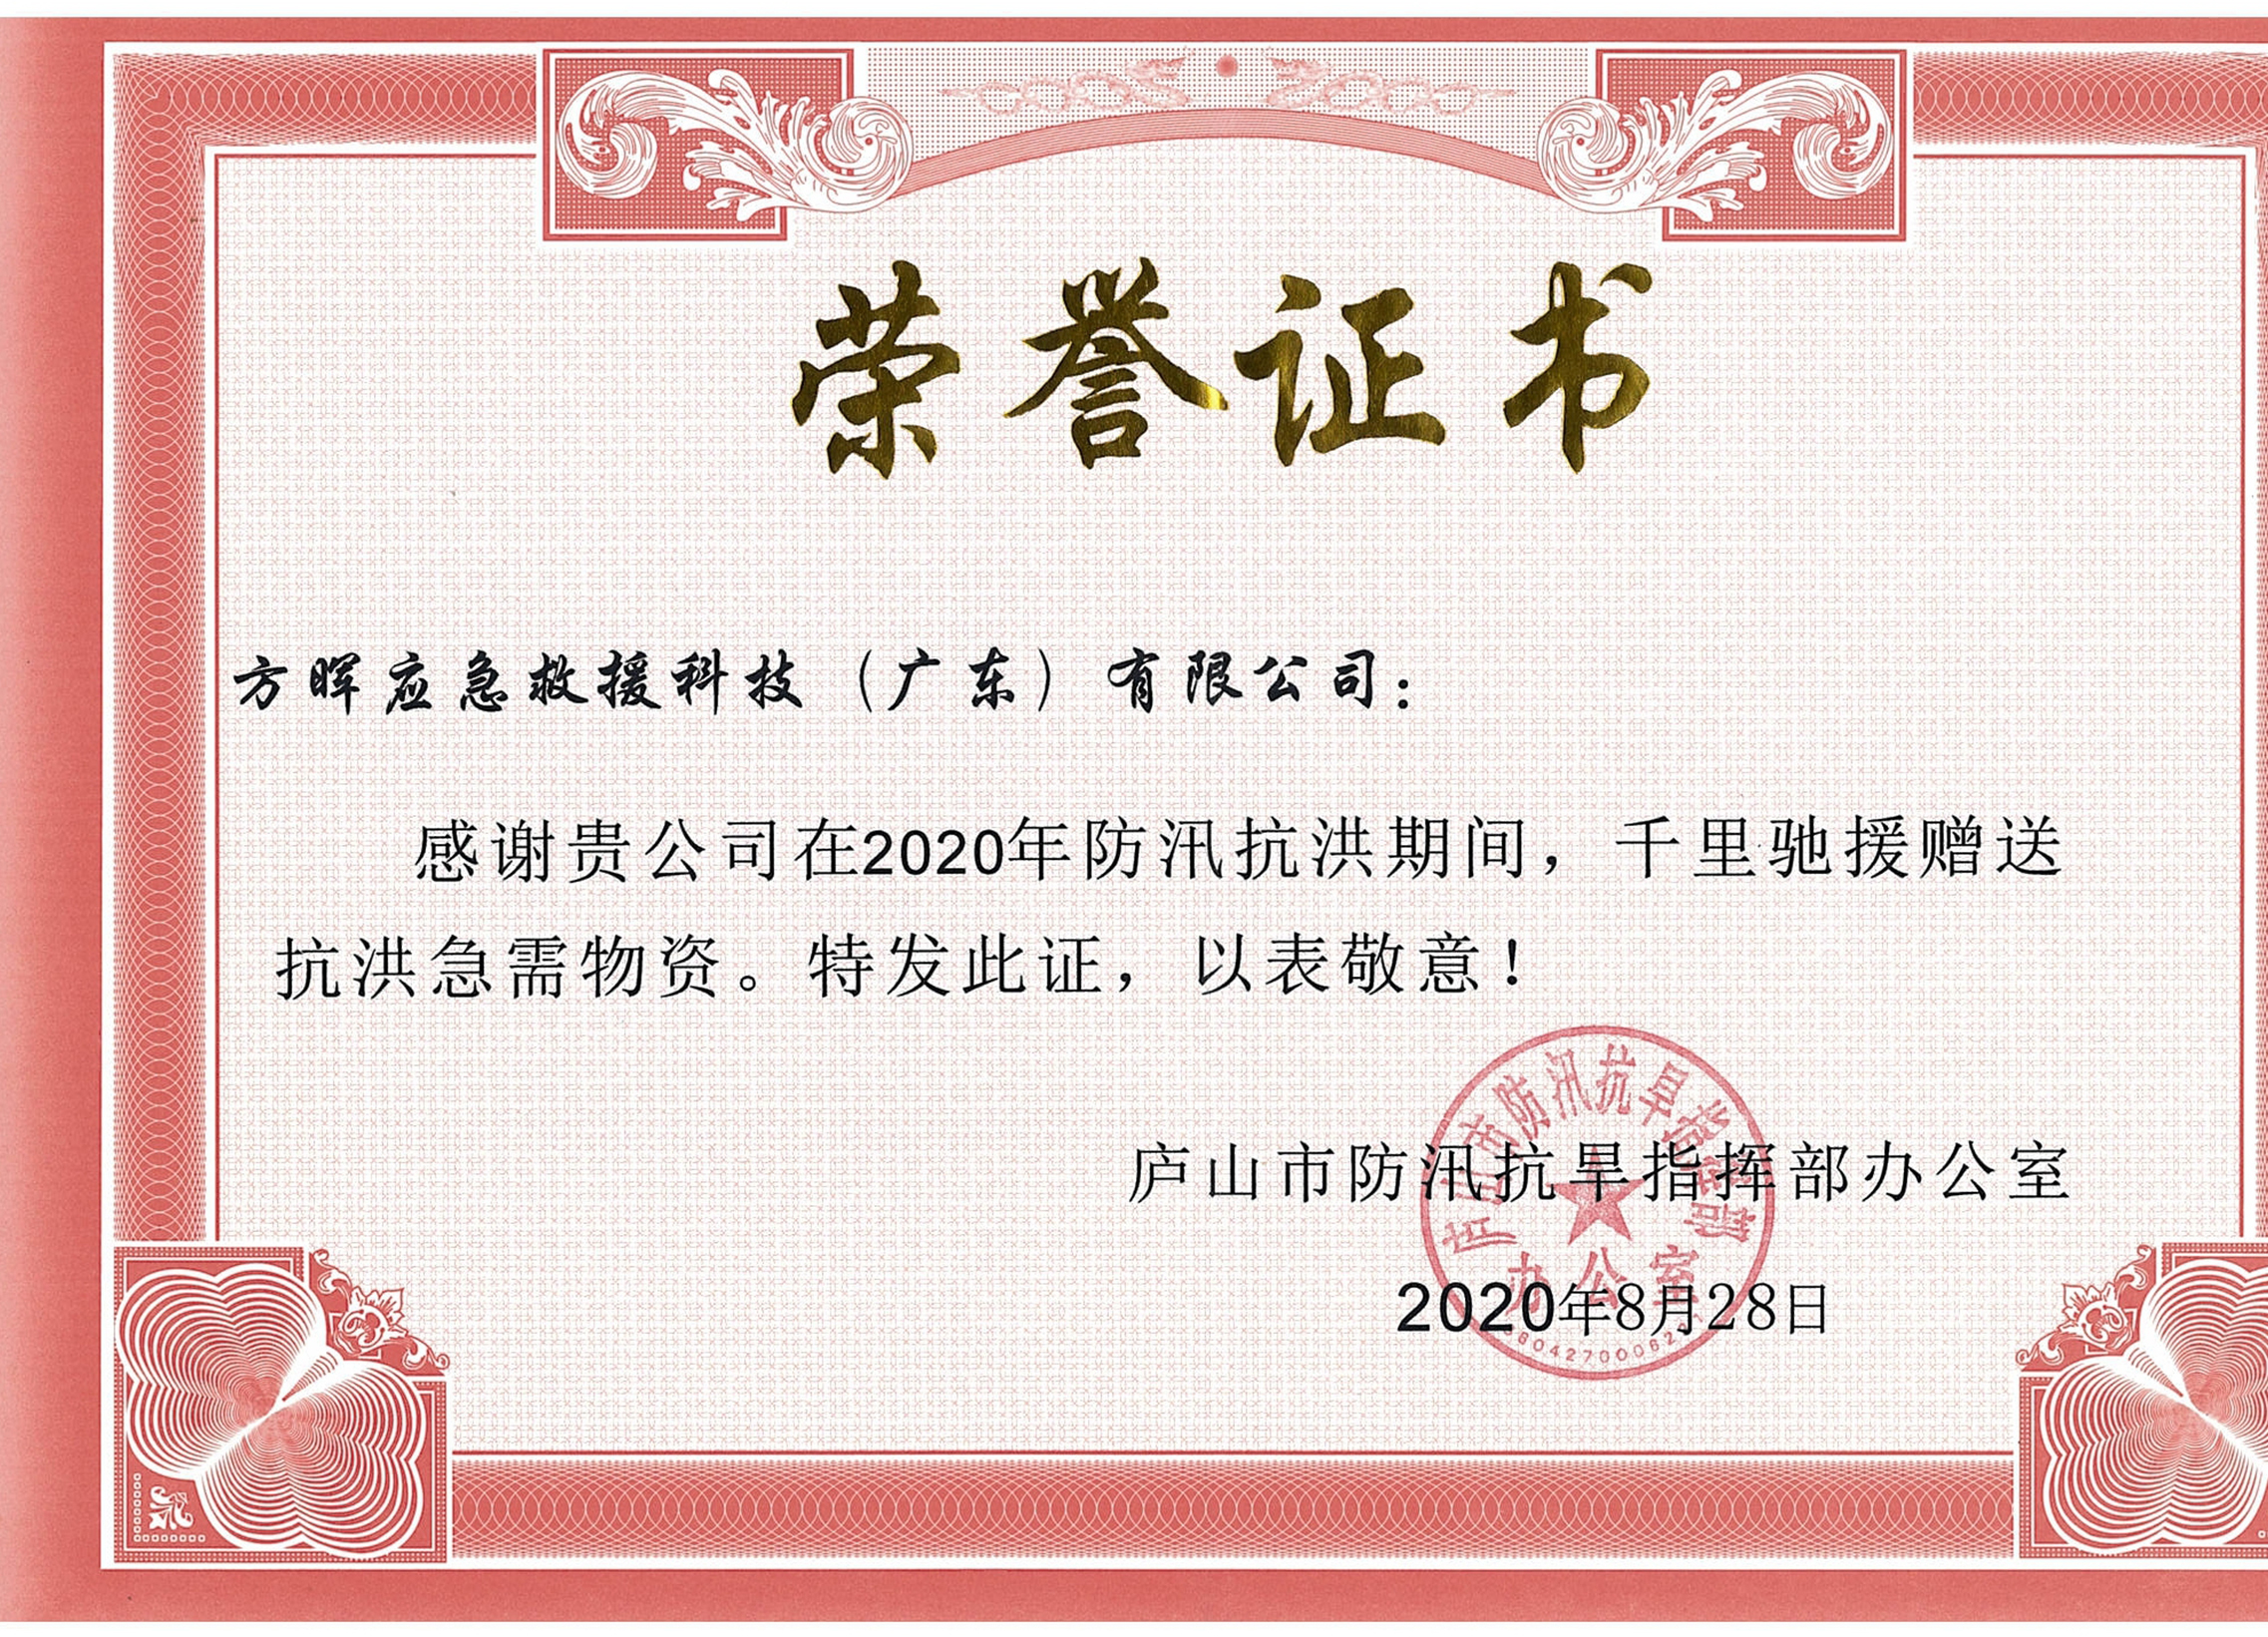 荣誉证书
方晖应急救援科技（广东）有限公司：
感谢贵公司在2020年防汛抗洪期间，千里驰援赠送
抗洪急需物资。特发此证，以表敬意！
庐山市防汛抗旱指挥部办公室
2020年8月28日
庐山市防汛抗旱指挥部
办公室